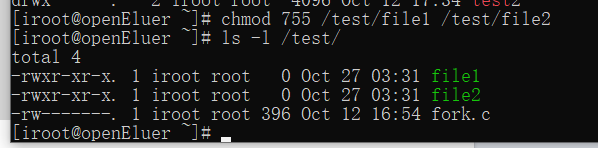 drwx------. 2 iroot root 4096 Oct 12 17:34 test2
[iroot@openEluer ~]# chmod 755 /test/file1 /test/file2
[iroot@openEluer ~]# ls -l /test/
total 4
-rwxr-xr-x. 1 iroot root   0 Oct 27 03:31 file1
-rwxr-xr-x. 1 iroot root   0 Oct 27 03:31 file2
-rw-------. 1 iroot root 396 Oct 12 16:54 fork.c
[iroot@openEluer ~]#